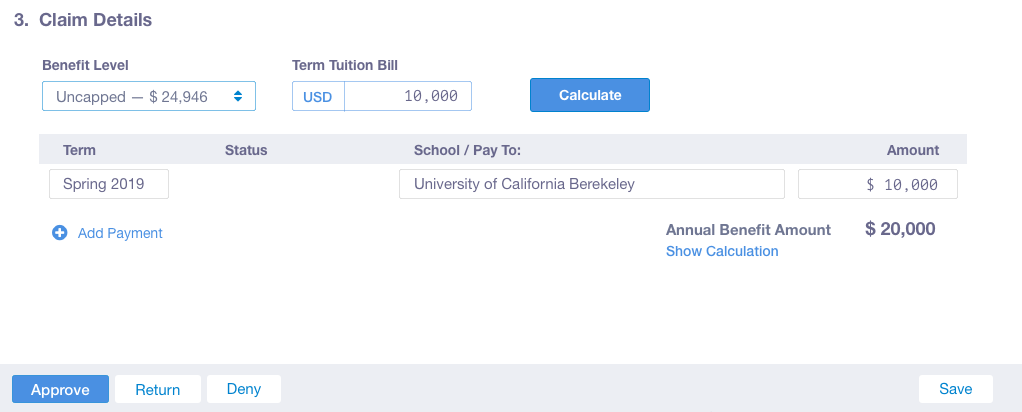 3. Claim Details
Benefit Level
Term Tuition Bill
Uncapped — $ 24,946
USD
10,000
Calculate
Term
Status
School / Pay To:
Amount
Spring 2019
University of California Berekeley
$ 10,000
Add Payment
Annual Benefit Amount
$ 20,000
Show Calculation
Approve
Return
Deny
Save